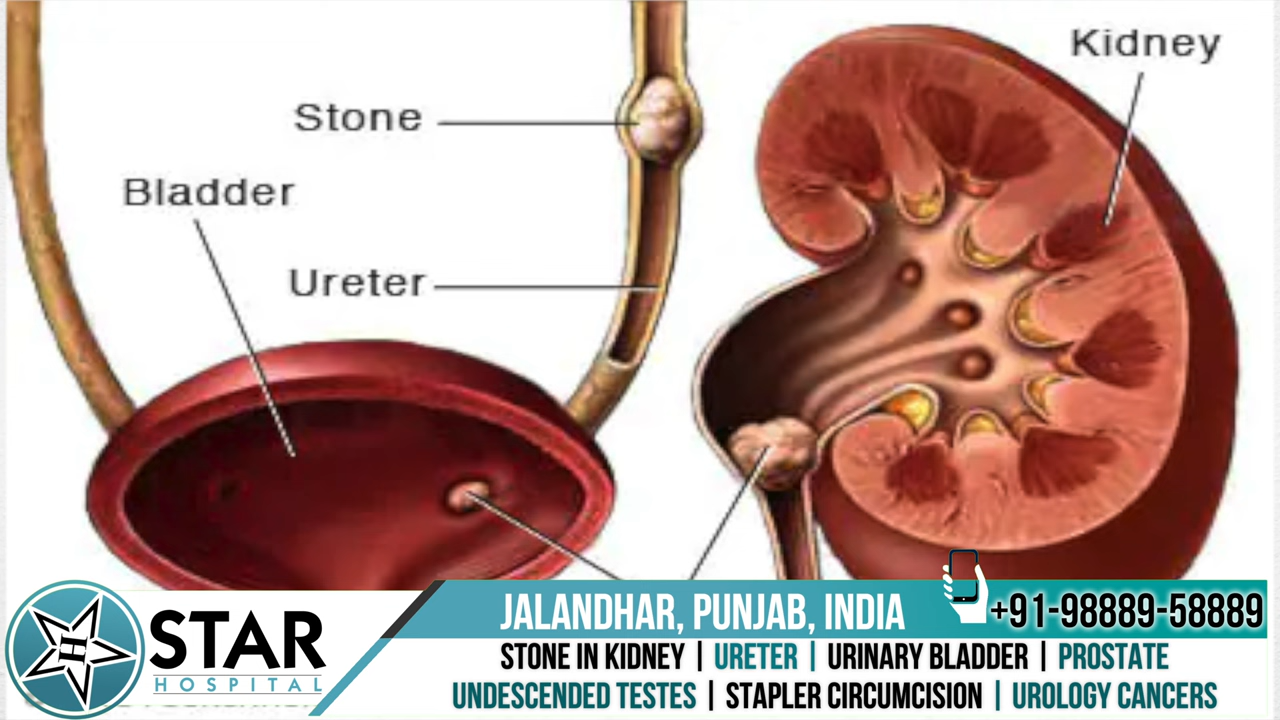 Kidney
Stone
Bladder
Ureter
STAR
HOSPITAL
H
JALANDHAR, PUNJAB, INDIA
+91-98889-58889
STONE IN KIDNEY | URETER | URINARY BLADDER | PROSTATE
UNDESCENDED TESTES | STAPLER CIRCUMCISION | UROLOGY CANCERS